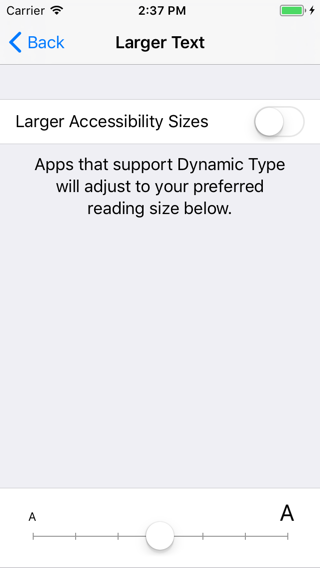 Carrier 2:37 PM
Back Larger Text
Larger Accessibility Sizes
Apps that support Dynamic Type
will adjust to your preferred
reading size below.
A A